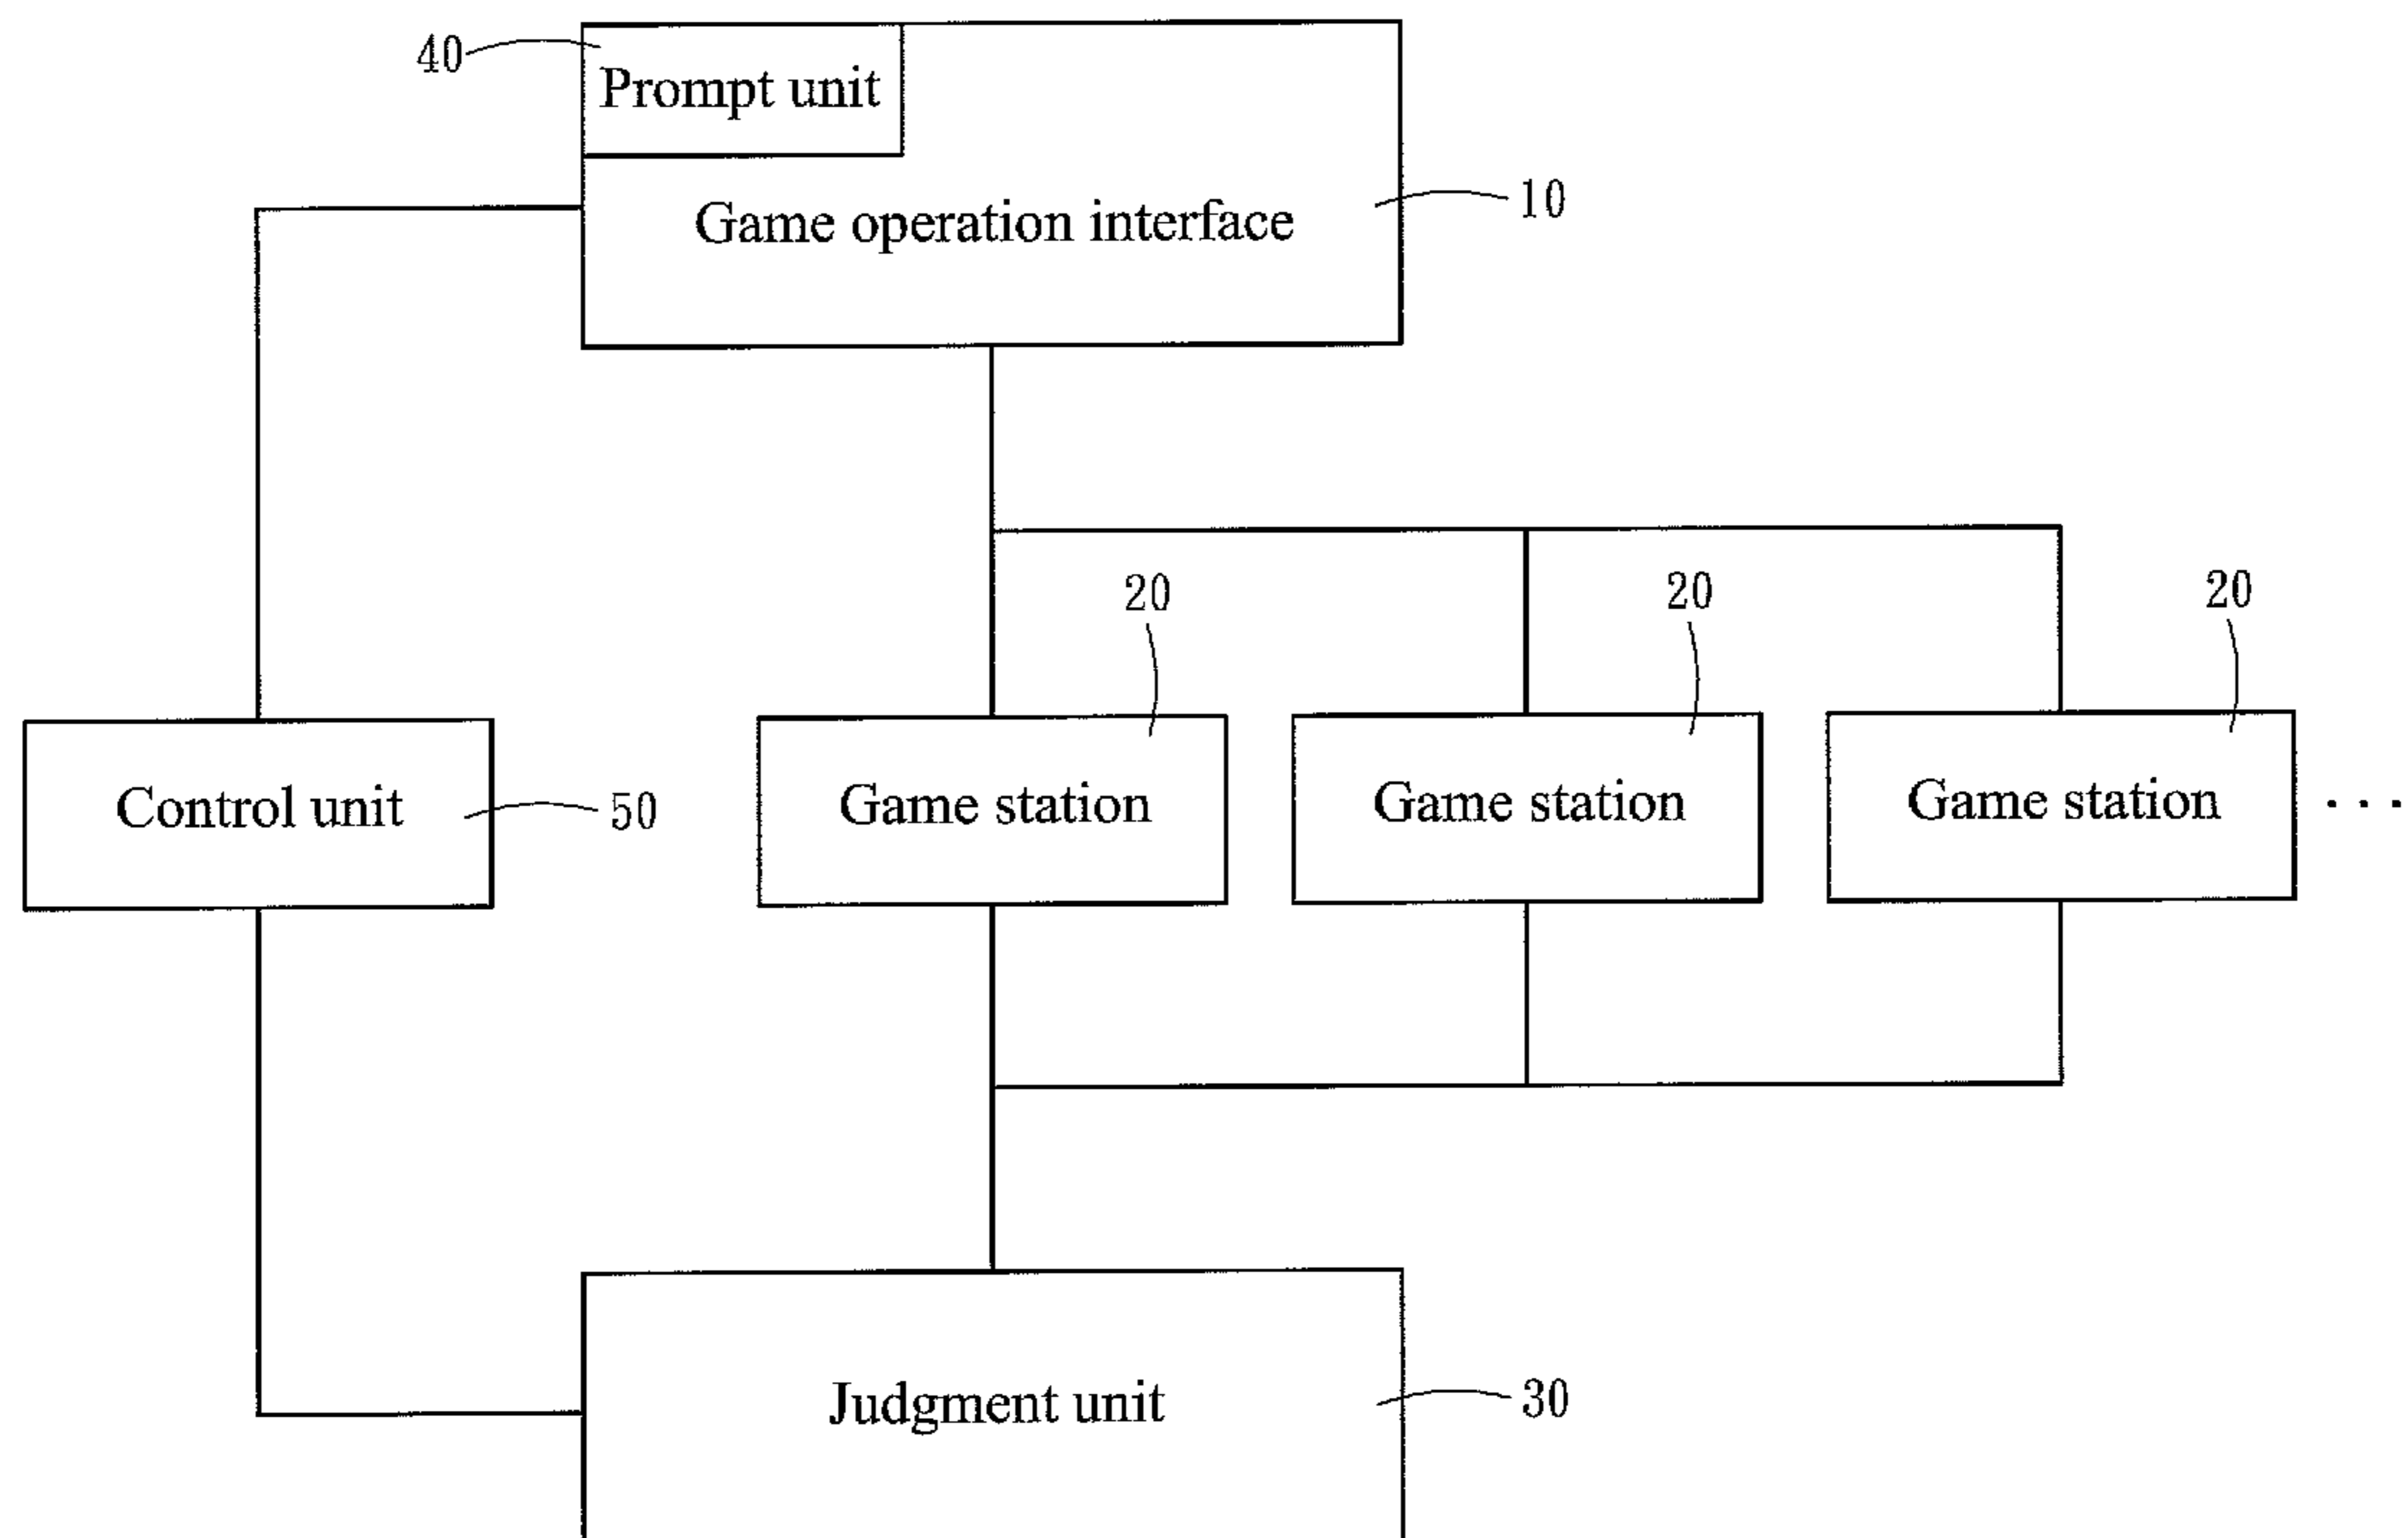 40
Prompt unit
Game operation interface
10
20
20
20
Control unit
50
Game station
Game station
Game station
...
Judgment unit
30